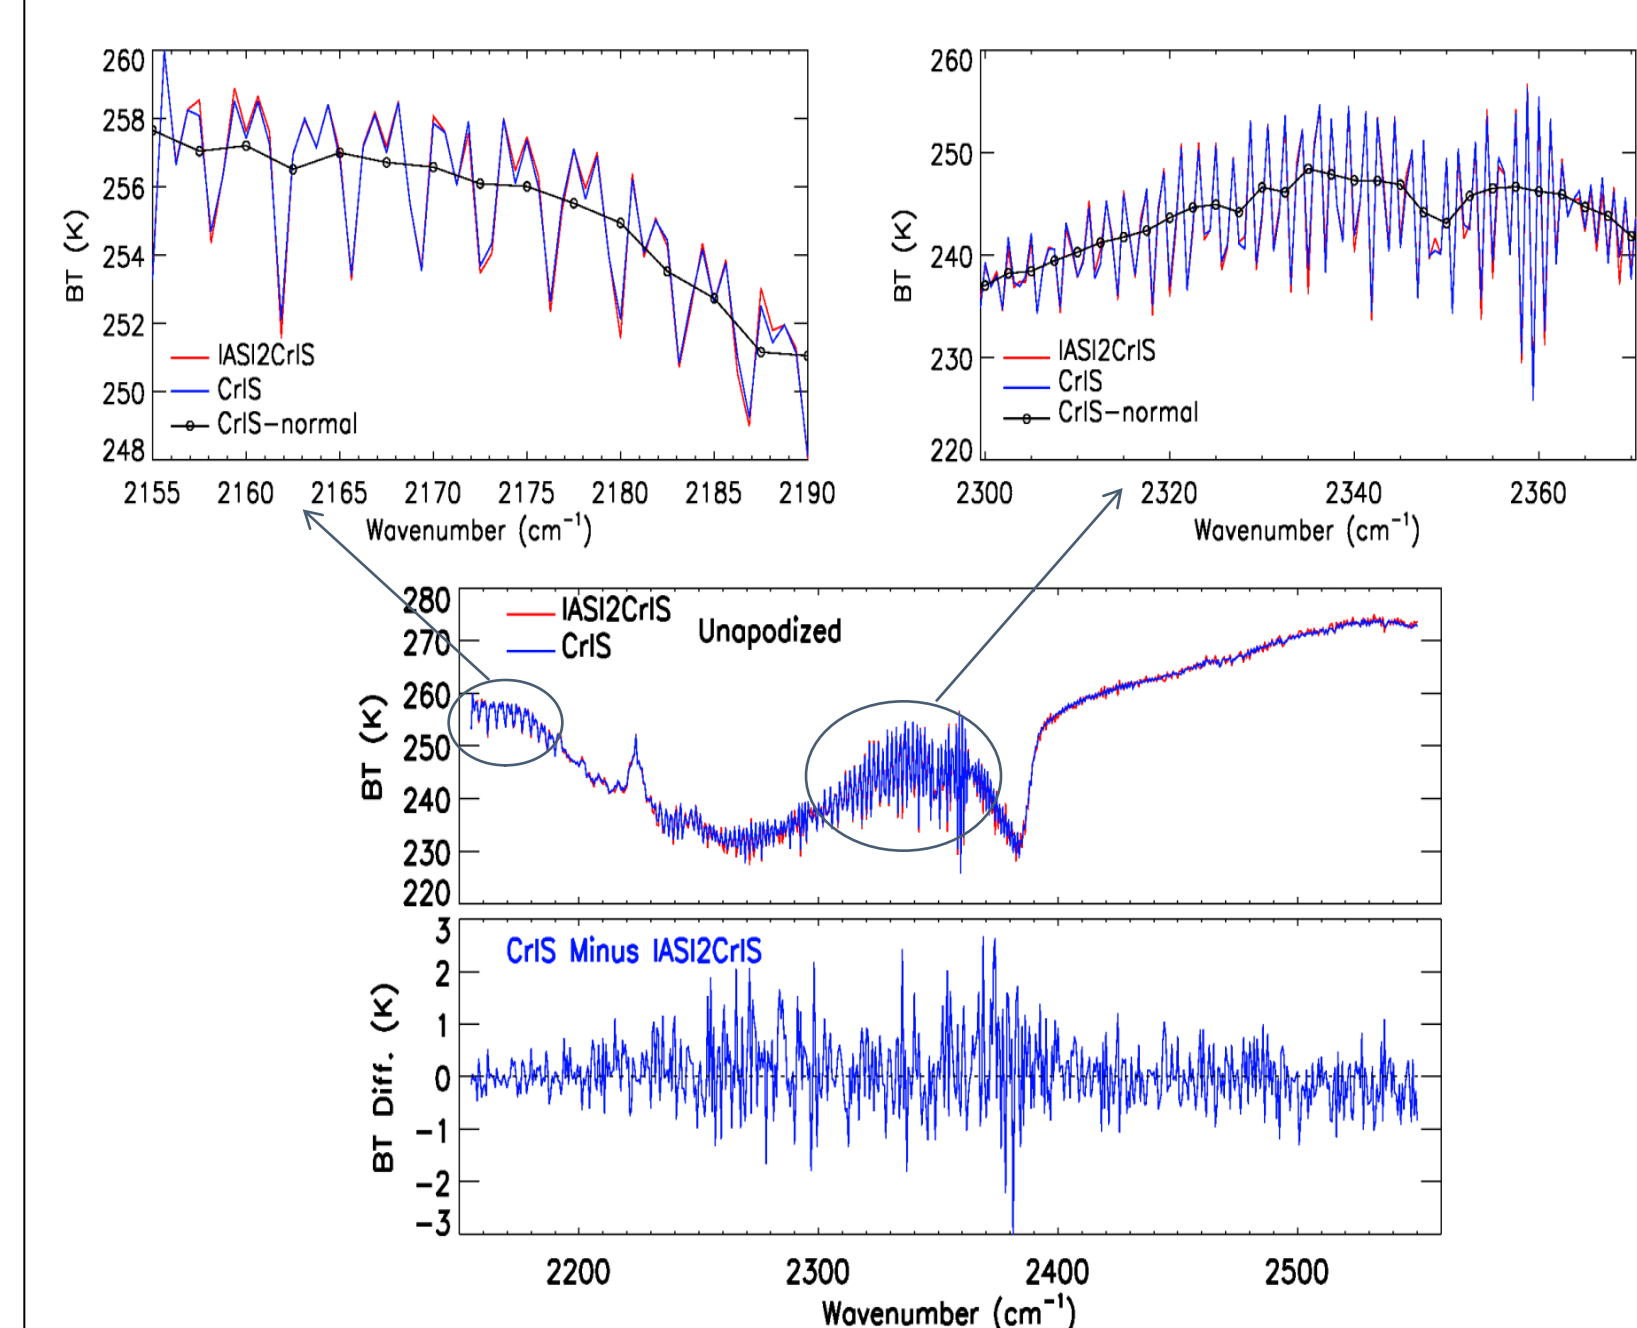 260
258
256
254
252
250
248
BT (K)
IASI2CrIS
CrIS
CrIS-normal
2155 2160 2165 2170 2175 2180 2185 2190
Wavenumber (cm⁻¹)
260
250
240
230
220
BT (K)
IASI2CrIS
CrIS
CrIS-normal
2300 2320 2340 2360
Wavenumber (cm⁻¹)
280
270
260
250
240
230
220
BT (K)
IASI2CrIS
CrIS
Unapodized
3
2
1
0
-1
-2
-3
BT Diff. (K)
CrIS Minus IASI2CrIS
2200 2300 2400 2500
Wavenumber (cm⁻¹)